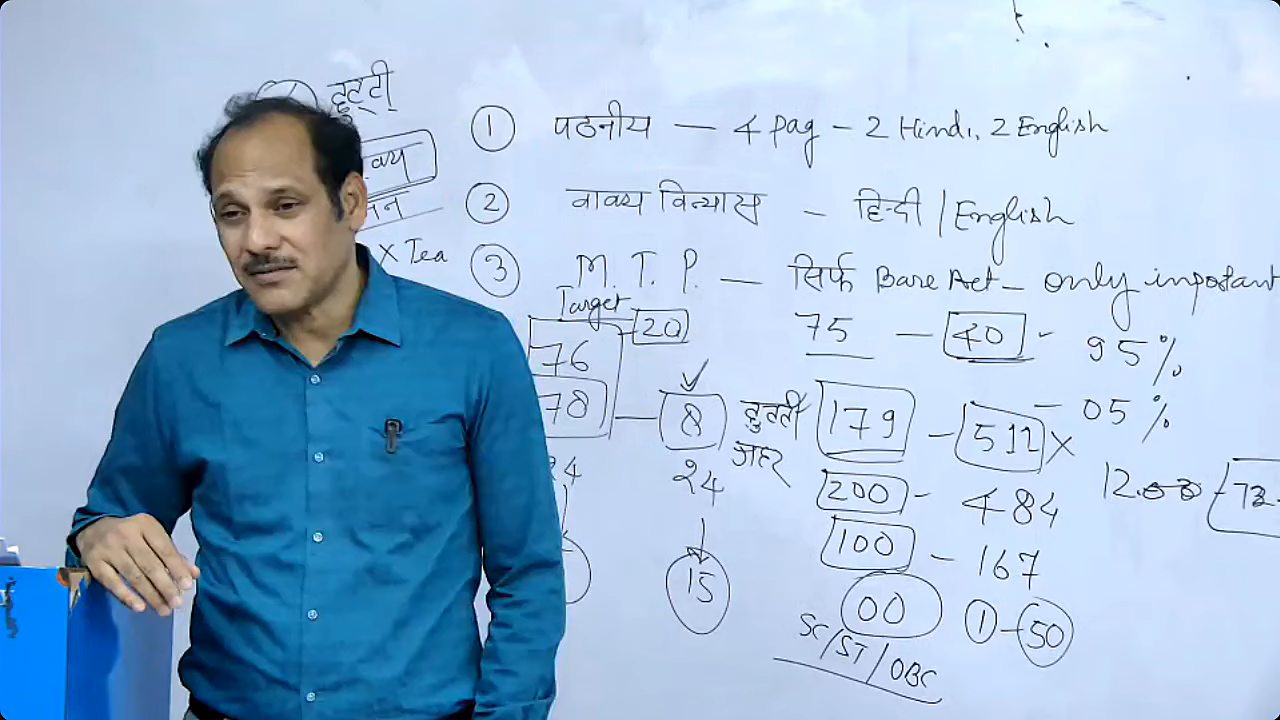 टुट्टी
① पठनीय — 4 Pag - 2 Hindi, 2 English
② वाक्य विन्यास - हिन्दी / English
X Tea
③ M. T. P. — सिर्फ Bare Act - only inportant
Target
20
75 — 40 - 95%
76
78 — 8
179 — 511 X
- 05%
24
200 - 484
12
72
100 - 167
15
00 ① - 50
SC/ST/OBC